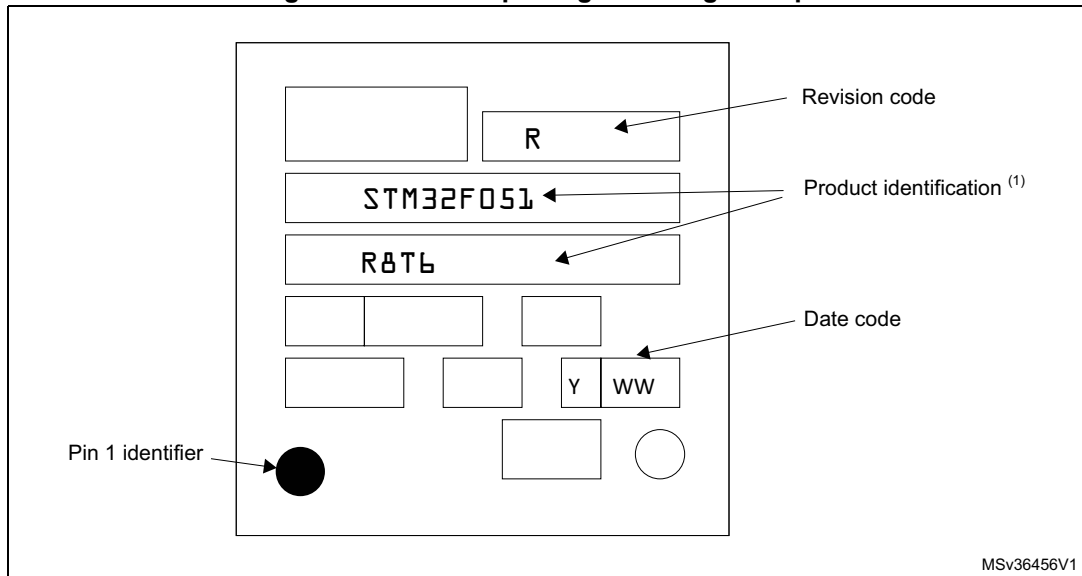 Revision code
R
STM32F051
Product identification (1)
R8T6
Date code
Y WW
Pin 1 identifier
MSv36456V1